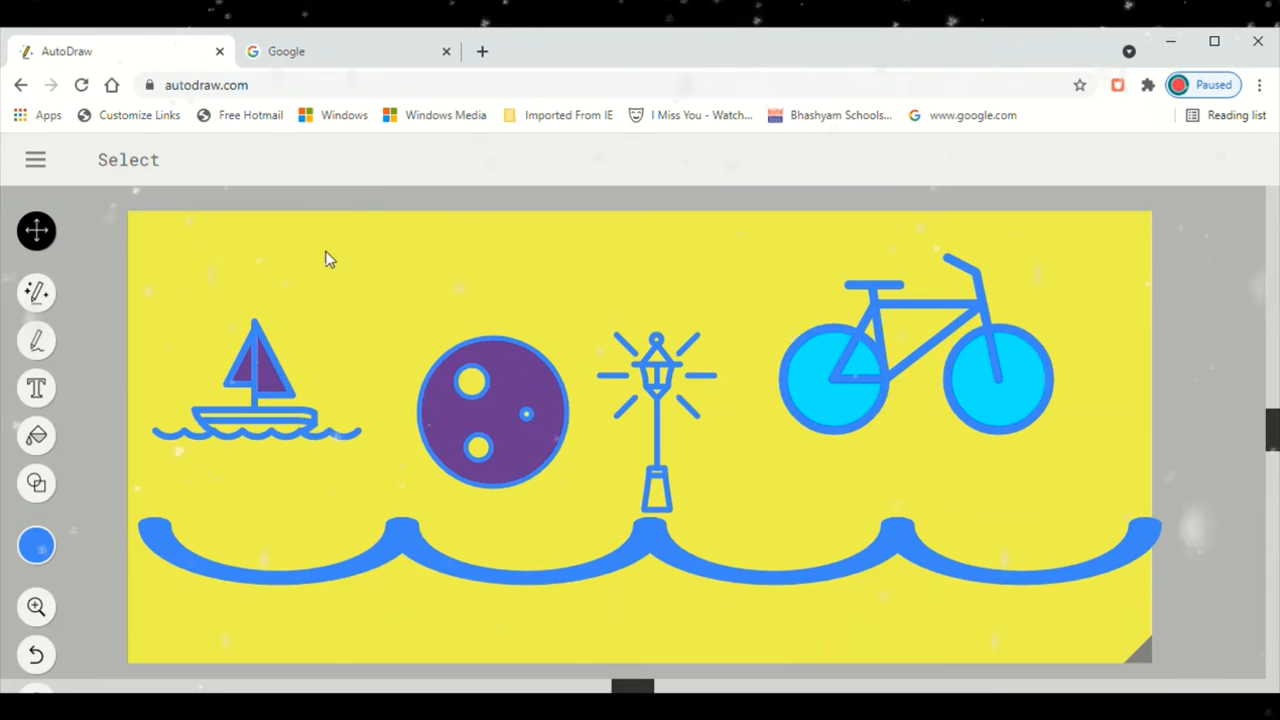 AutoDraw
Google
autodraw.com
Paused
Apps
Customize Links
Free Hotmail
Windows
Windows Media
Imported From IE
I Miss You - Watch...
Bhashyam Schools...
www.google.com
Reading list
Select
T